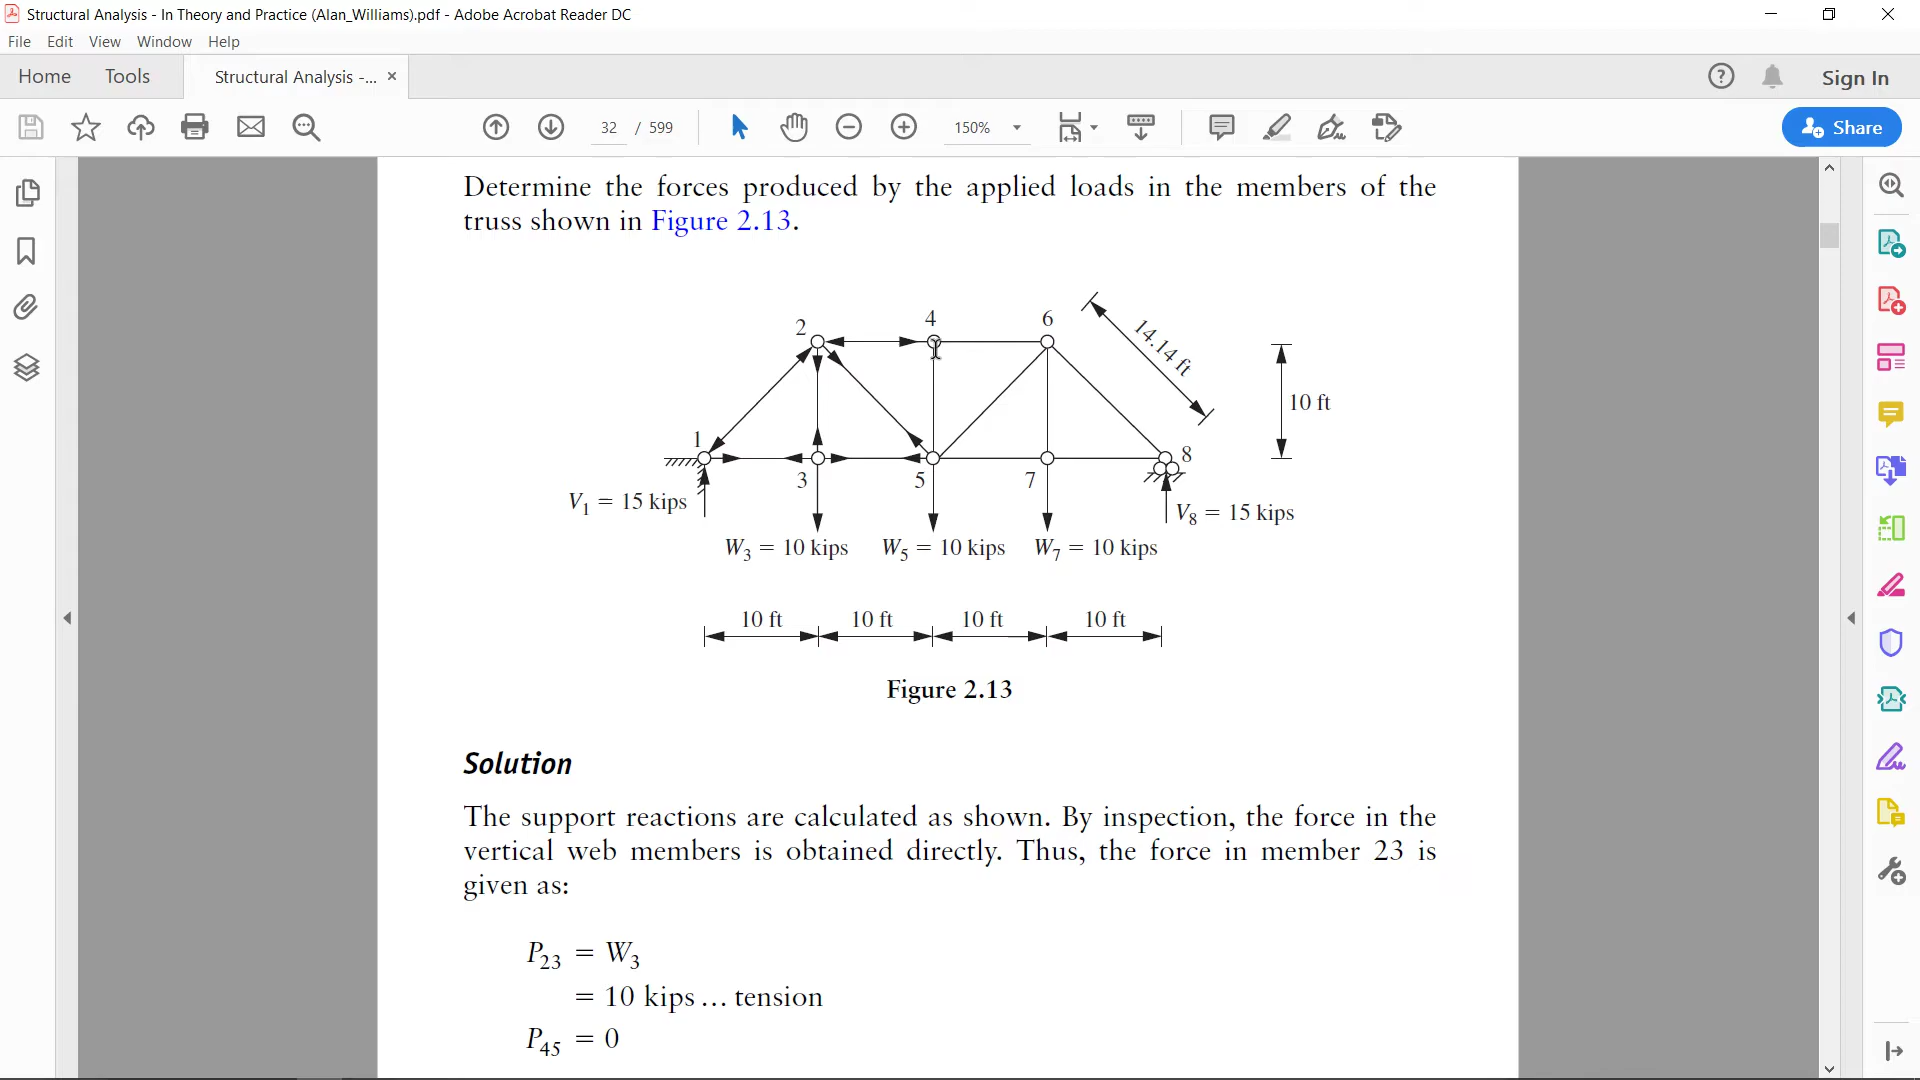 Structural Analysis - In Theory and Practice (Alan_Williams).pdf - Adobe Acrobat Reader DC
File Edit View Window Help
Home Tools Structural Analysis -... × ? Sign In
32 / 599 150% Share
Determine the forces produced by the applied loads in the members of the
truss shown in Figure 2.13.
2 4 6
14.14 ft
10 ft
1 8
3 5 7
V₁ = 15 kips
V₈ = 15 kips
W₃ = 10 kips W₅ = 10 kips W₇ = 10 kips
10 ft 10 ft 10 ft 10 ft
Figure 2.13
Solution
The support reactions are calculated as shown. By inspection, the force in the
vertical web members is obtained directly. Thus, the force in member 23 is
given as:
P₂₃ = W₃
= 10 kips … tension
P₄₅ = 0